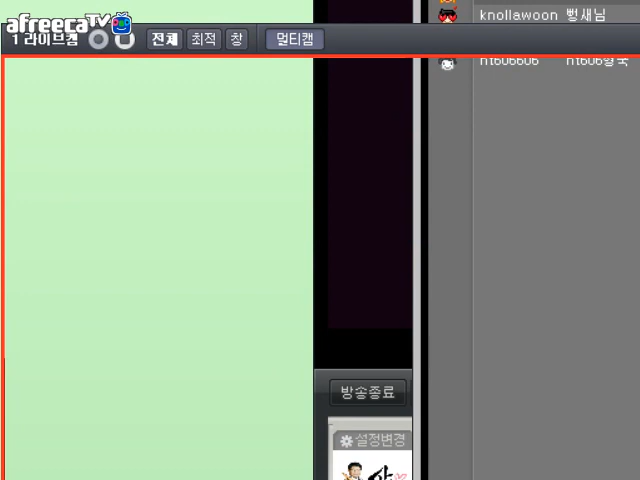 afreecaTV
knollawoon 뻥새님
1 라이브캠 전체 최적 창 멀티캠
방송종료
설정변경